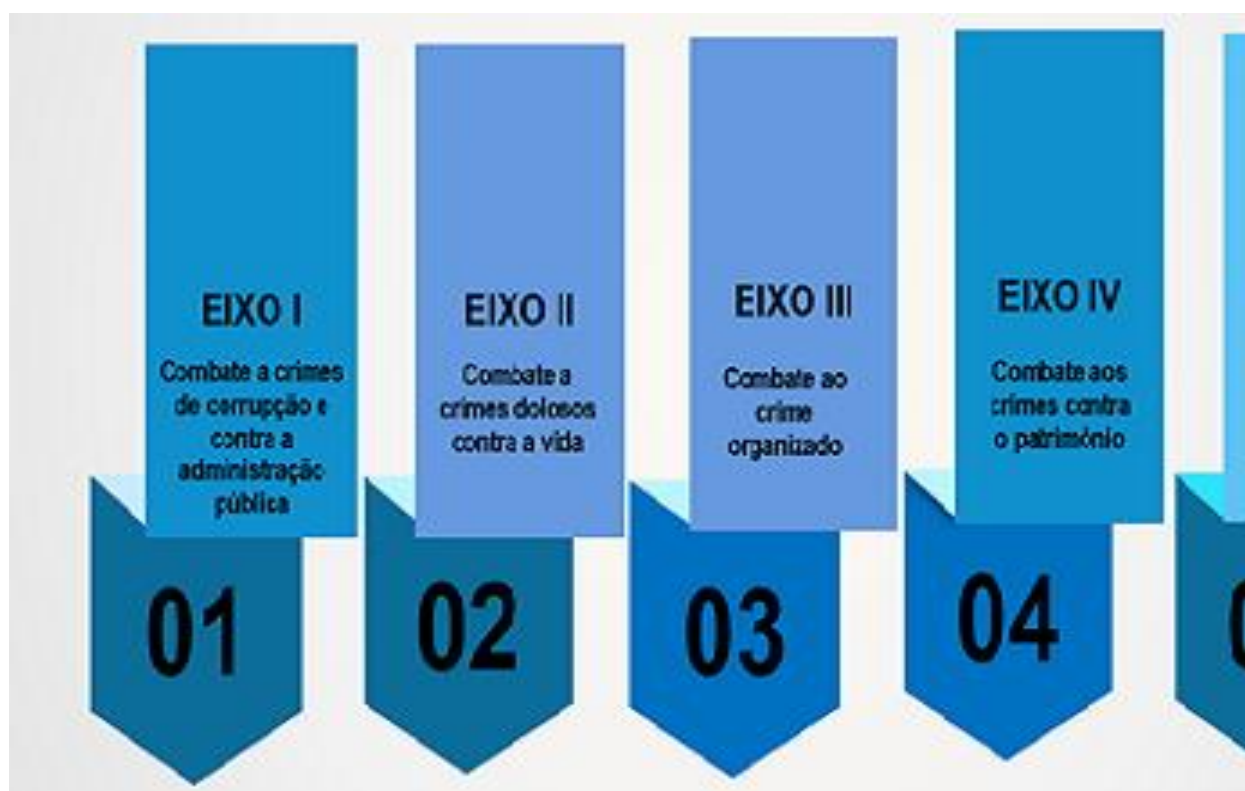 EIXO I
Combate a crimes
de corrupção e
contra a
administração
pública
01
EIXO II
Combate a
crimes dolosos
contra a vida
02
EIXO III
Combate ao
crime
organizado
03
EIXO IV
Combate aos
crimes contra
o patrimônio
04